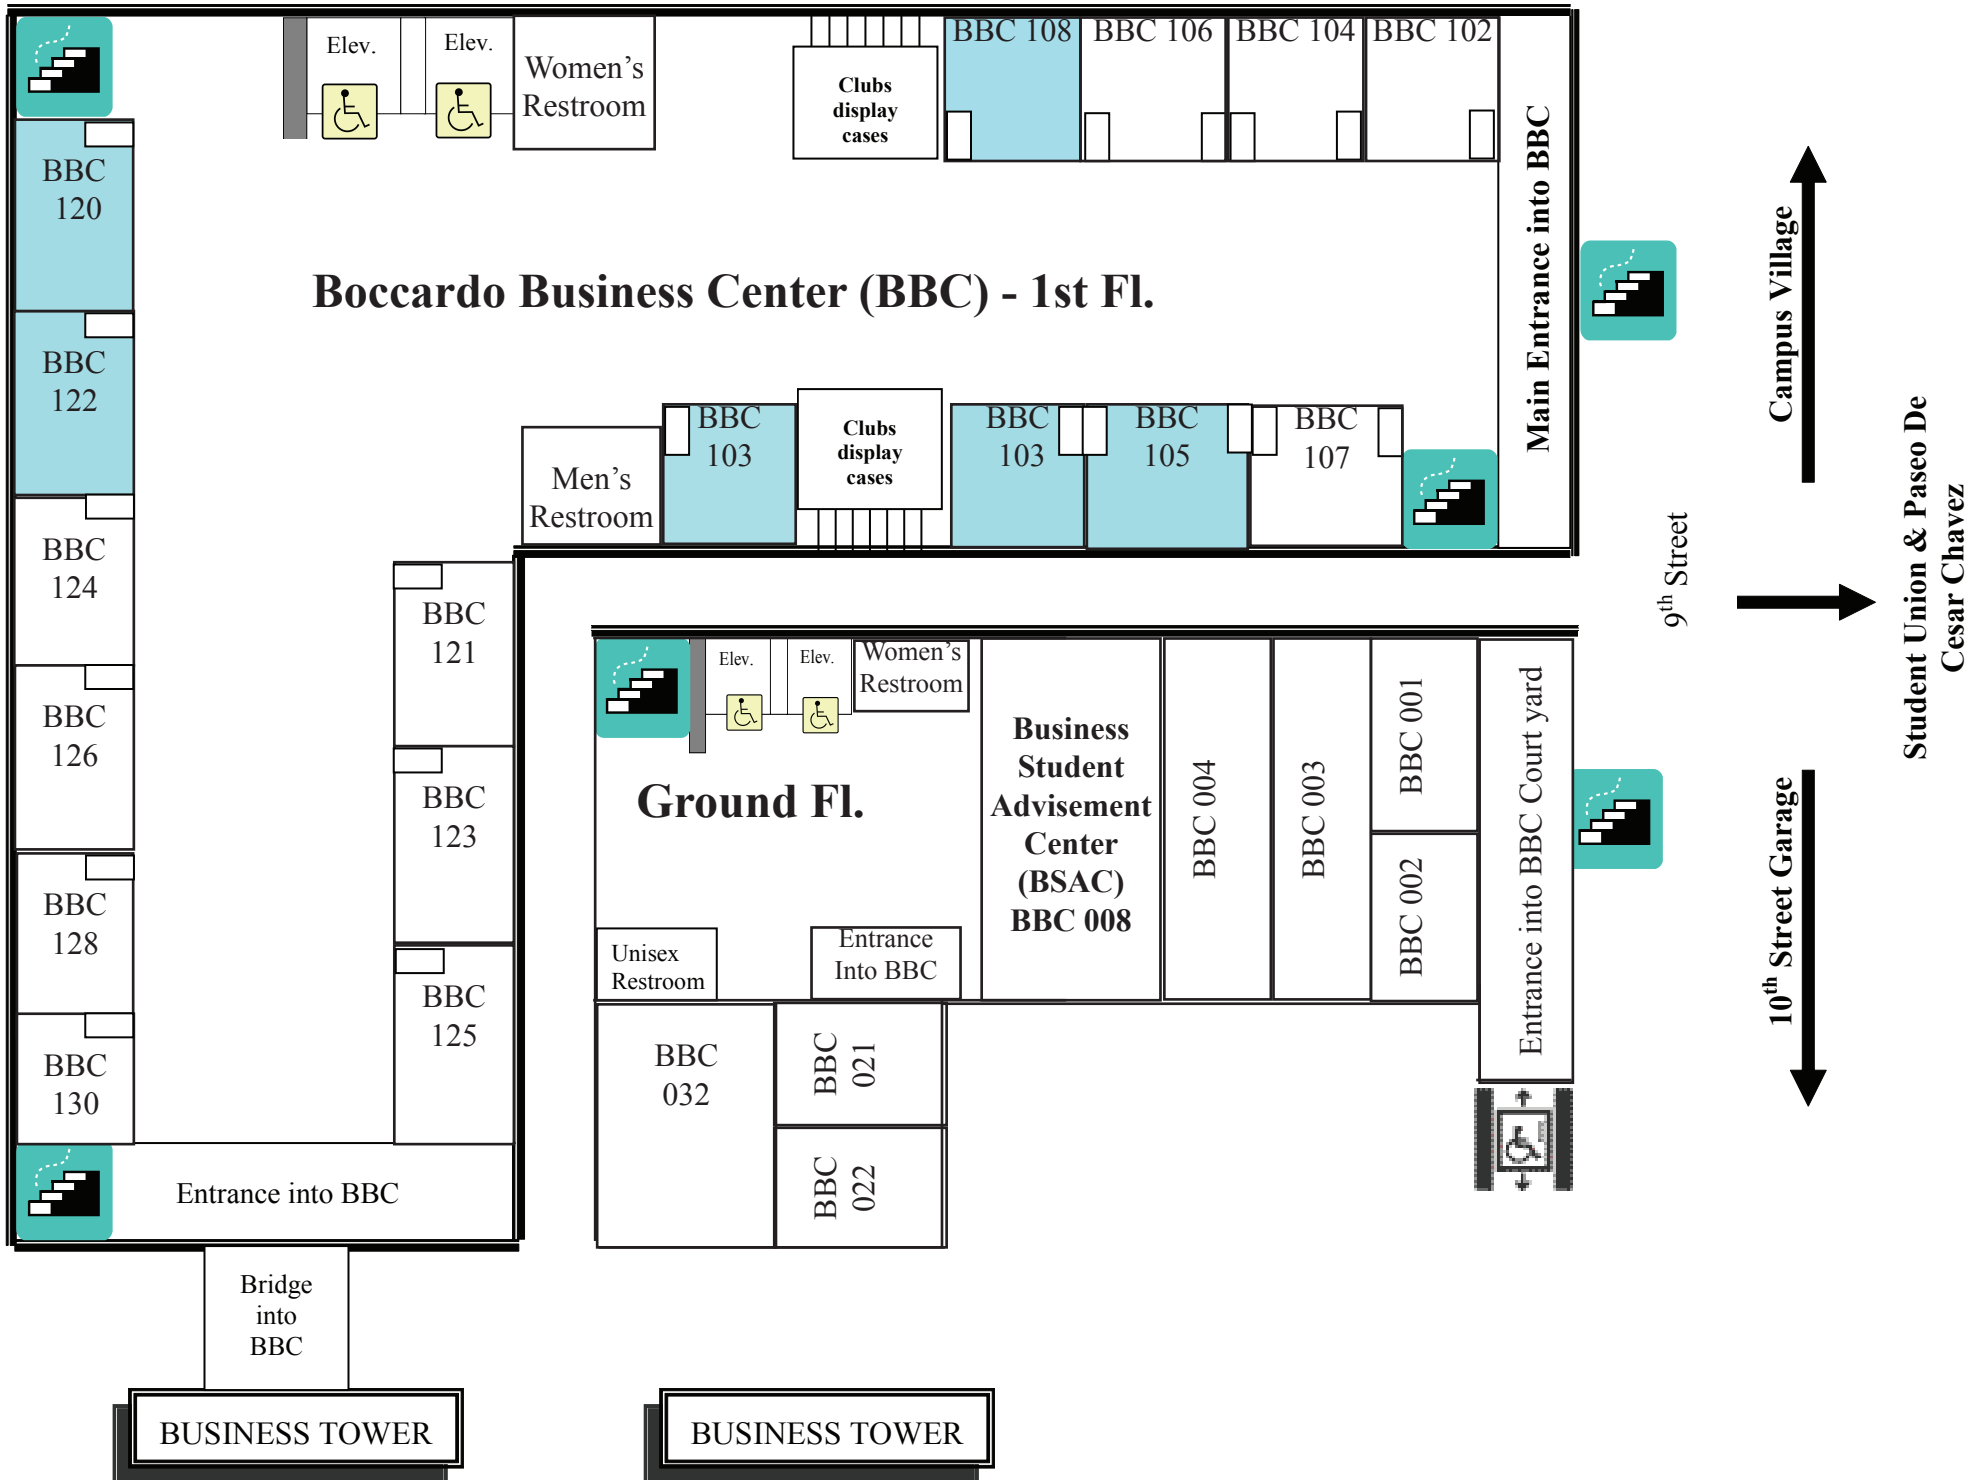 Elev.
Elev.
Women's
Restroom
Clubs
display
cases
BBC 108
BBC 106
BBC 104
BBC 102
Main Entrance into BBC
BBC
120
BBC
122
BBC
124
BBC
126
BBC
128
BBC
130
Boccardo Business Center (BBC) - 1st Fl.
Men's
Restroom
BBC
103
Clubs
display
cases
BBC
103
BBC
105
BBC
107
BBC
121
BBC
123
BBC
125
Entrance into BBC
Bridge
into
BBC
BUSINESS TOWER
Elev.
Elev.
Women's
Restroom
Ground Fl.
Unisex
Restroom
Entrance
Into BBC
Business
Student
Advisement
Center
(BSAC)
BBC 008
BBC 004
BBC 003
BBC 001
BBC 002
Entrance into BBC Court yard
BBC
032
BBC
021
BBC
022
BUSINESS TOWER
Campus Village
9th Street
10th Street Garage
Student Union & Paseo De
Cesar Chavez